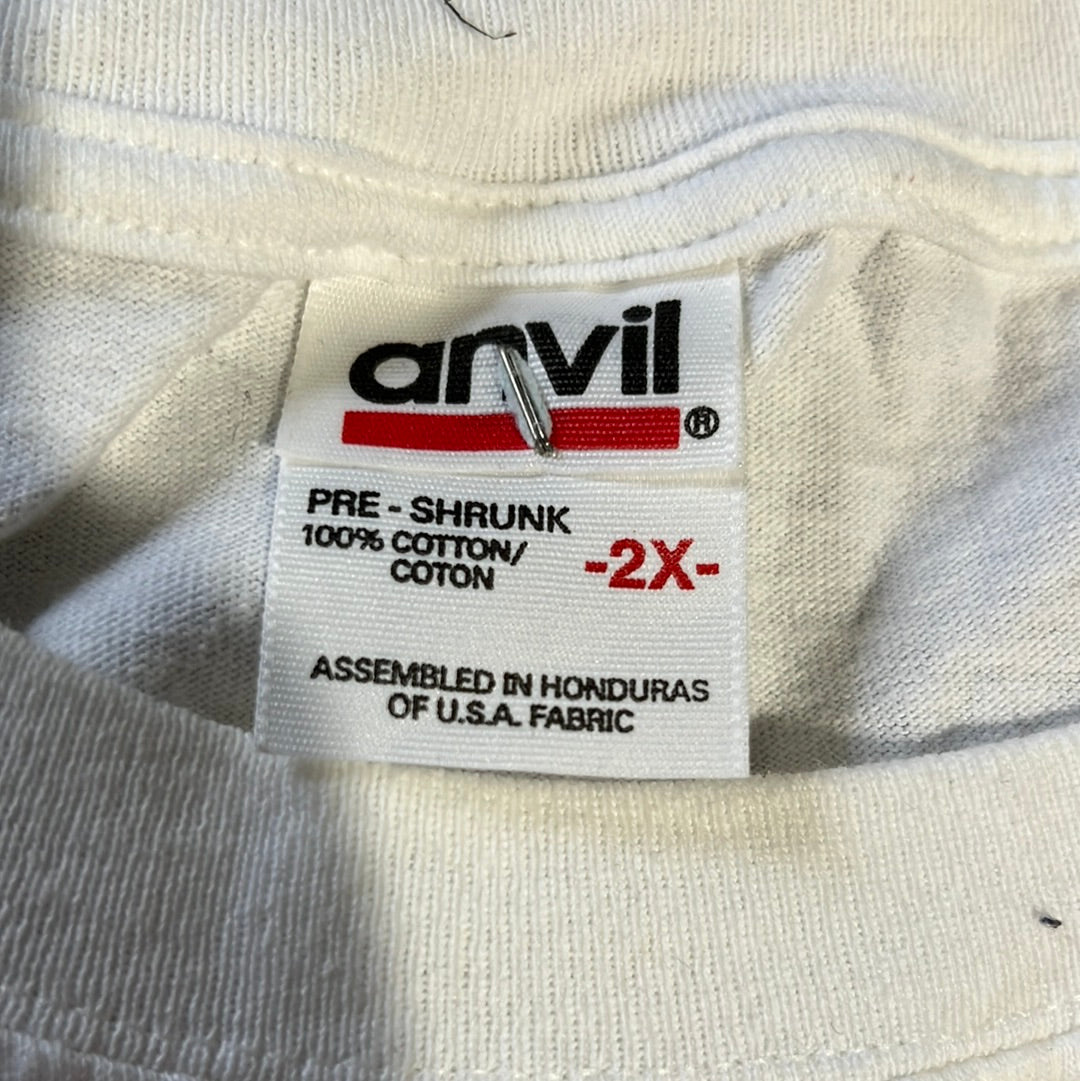 anvil®
PRE - SHRUNK
100% COTTON/
COTON
-2X-
ASSEMBLED IN HONDURAS
OF U.S.A. FABRIC